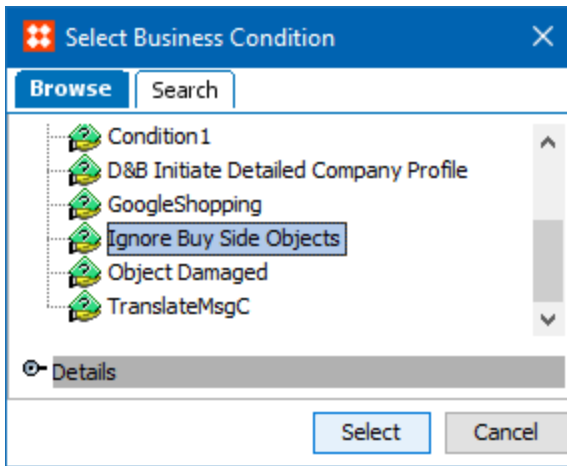 Select Business Condition
Browse Search
Condition1
D&B Initiate Detailed Company Profile
GoogleShopping
Ignore Buy Side Objects
Object Damaged
TranslateMsgC
Details
Select Cancel